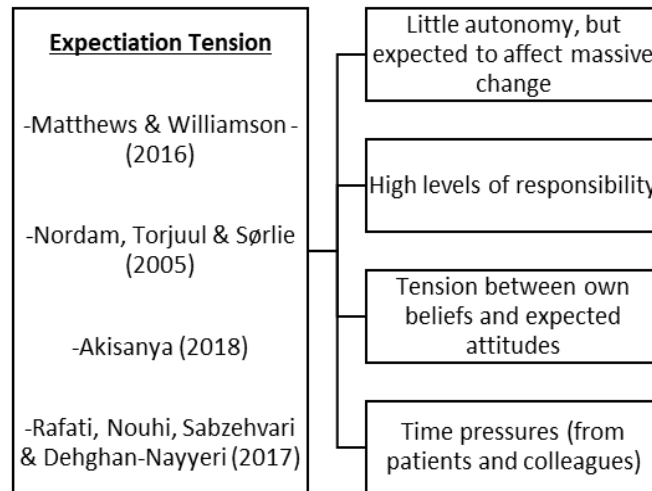 Expectiation Tension
-Matthews & Williamson -
(2016)
-Nordam, Torjuul & Sørlie
(2005)
-Akisanya (2018)
-Rafati, Nouhi, Sabzehvari
& Dehghan-Nayyeri (2017)
Little autonomy, but
expected to affect massive
change
High levels of responsibility
Tension between own
beliefs and expected
attitudes
Time pressures (from
patients and colleagues)